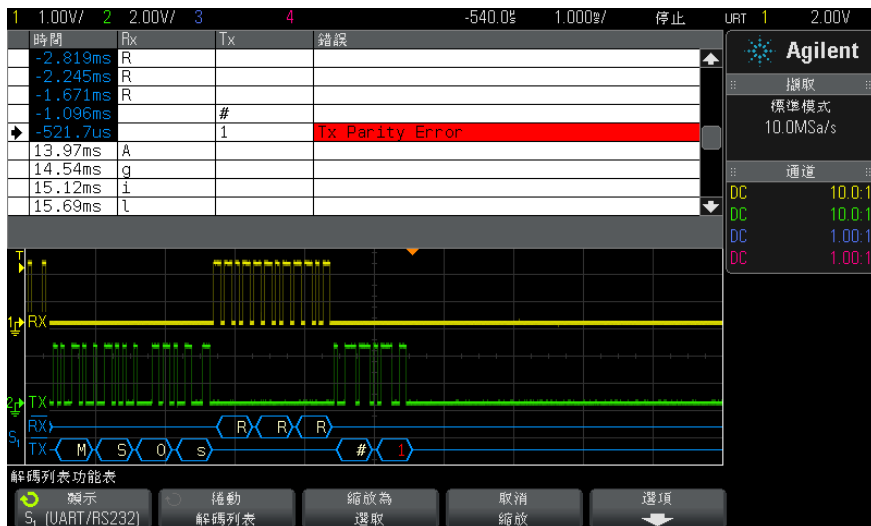 1 1.00V/ 2 2.00V/ 3 4 -540.0us 1.000ms/ 停止 URT 1 2.00V
時間 Rx Tx 錯誤
-2.819ms R
-2.245ms R
-1.671ms R
-1.096ms #
-521.7us 1 Tx Parity Error
13.97ms A
14.54ms g
15.12ms i
15.69ms l
Agilent
擷取
標準模式
10.0MSa/s
通道
DC 10.0:1
DC 10.0:1
DC 1.00:1
DC 1.00:1
T
1 RX
2 TX
S1
RX R R R
TX M S O s # 1
解碼列表功能表
顯示
S1 (UART/RS232)
捲動
解碼列表
縮放為
選取
取消
縮放
選項